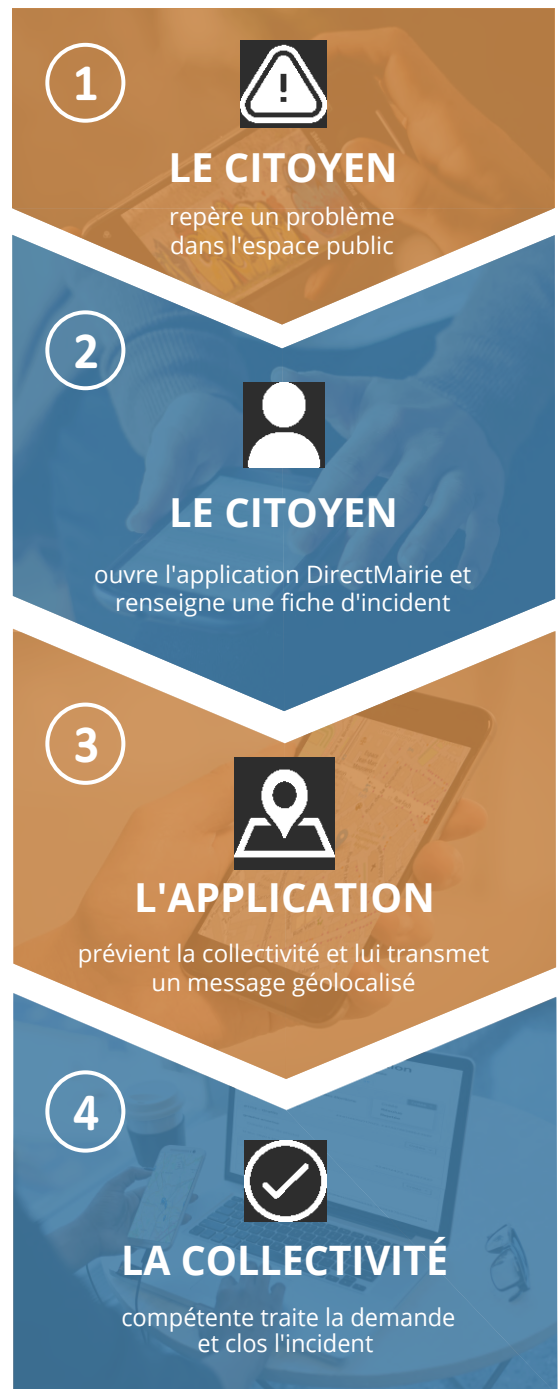 1
LE CITOYEN
repère un problème
dans l'espace public
2
LE CITOYEN
ouvre l'application DirectMairie et
renseigne une fiche d'incident
3
L'APPLICATION
prévient la collectivité et lui transmet
un message géolocalisé
4
LA COLLECTIVITÉ
compétente traite la demande
et clos l'incident